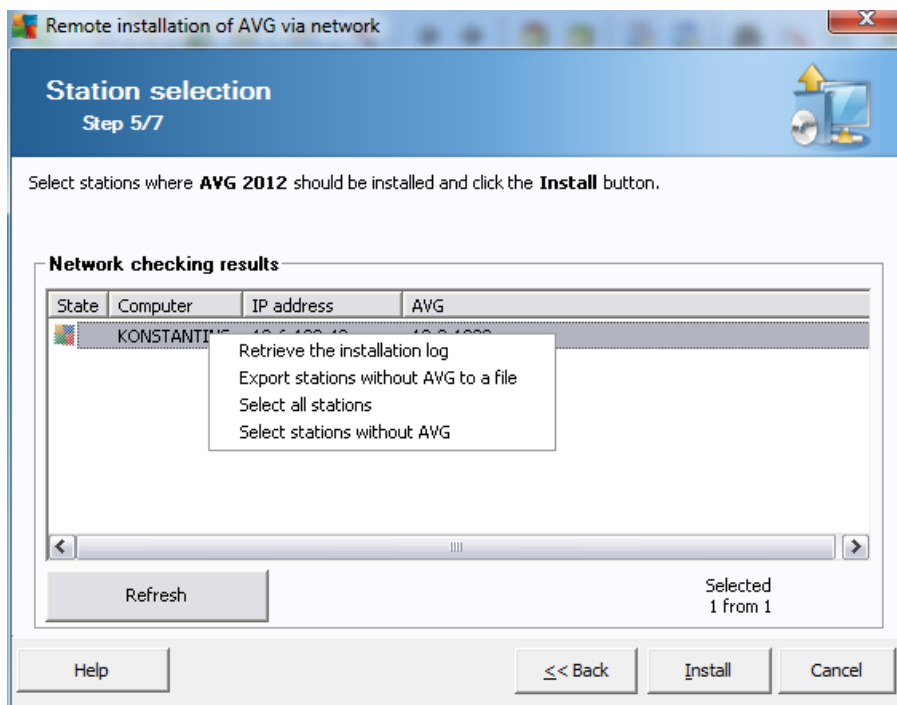 Remote installation of AVG via network
Station selection
Step 5/7
Select stations where AVG 2012 should be installed and click the Install button.
Network checking results
State Computer IP address AVG
Retrieve the installation log
Export stations without AVG to a file
Select all stations
Select stations without AVG
Refresh
Selected
1 from 1
Help
<< Back
Install
Cancel